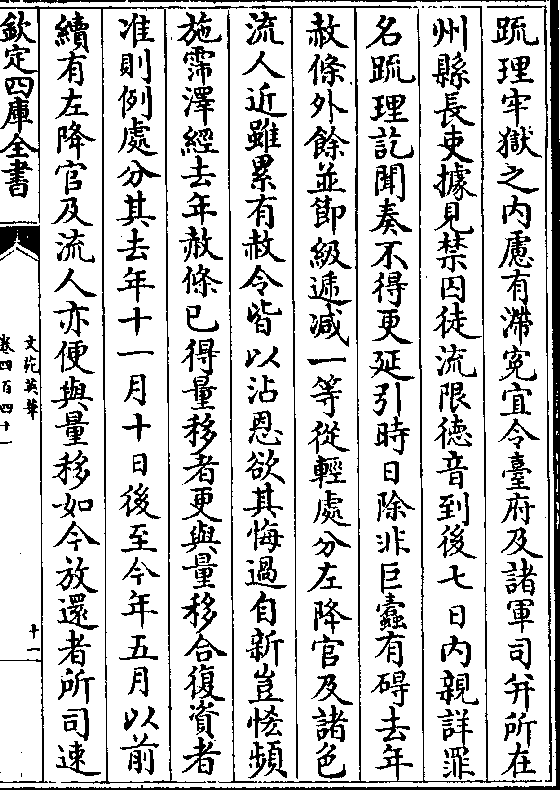 疏理牢獄之内慮有滯寃宜令臺府及諸軍司并所在
州縣長吏據見禁囚徒流限德音到後七日内親詳罪
名疏理訖聞奏不得更延引時日除非巨蠹有碍去年
赦條外餘並節級遞減一等從輕處分左降官及諸色
流人近雖累有赦令皆以沾恩欲其悔過自新豈恡頻
施霈澤經去年赦條已得量移者更與量移合復資者
准則例處分其去年十一月十日後至今年五月以前
續有左降官及流人亦便與量移如今放還者所司速
欽定四庫全書
文苑英華
卷四百四十一
十一